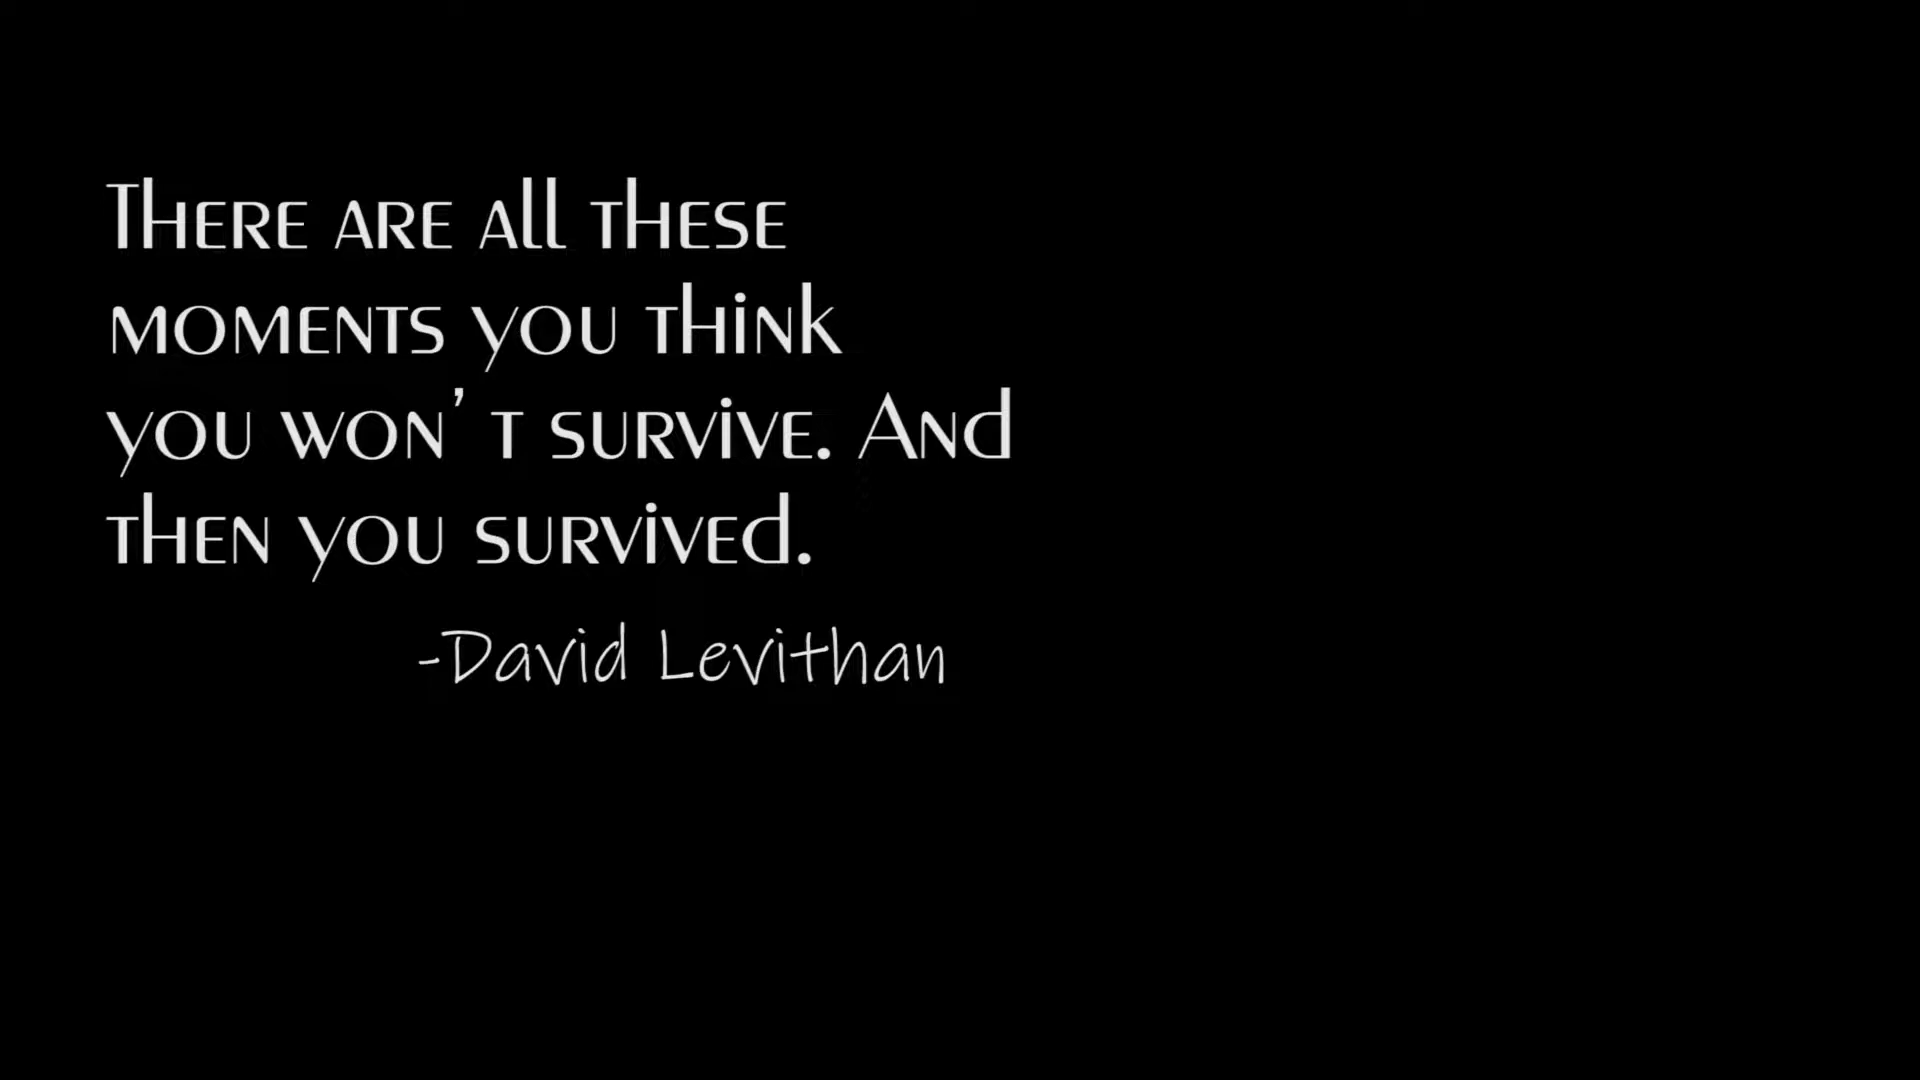 There are all these
moments you think
you won’t survive. And
then you survived.
-David Levithan